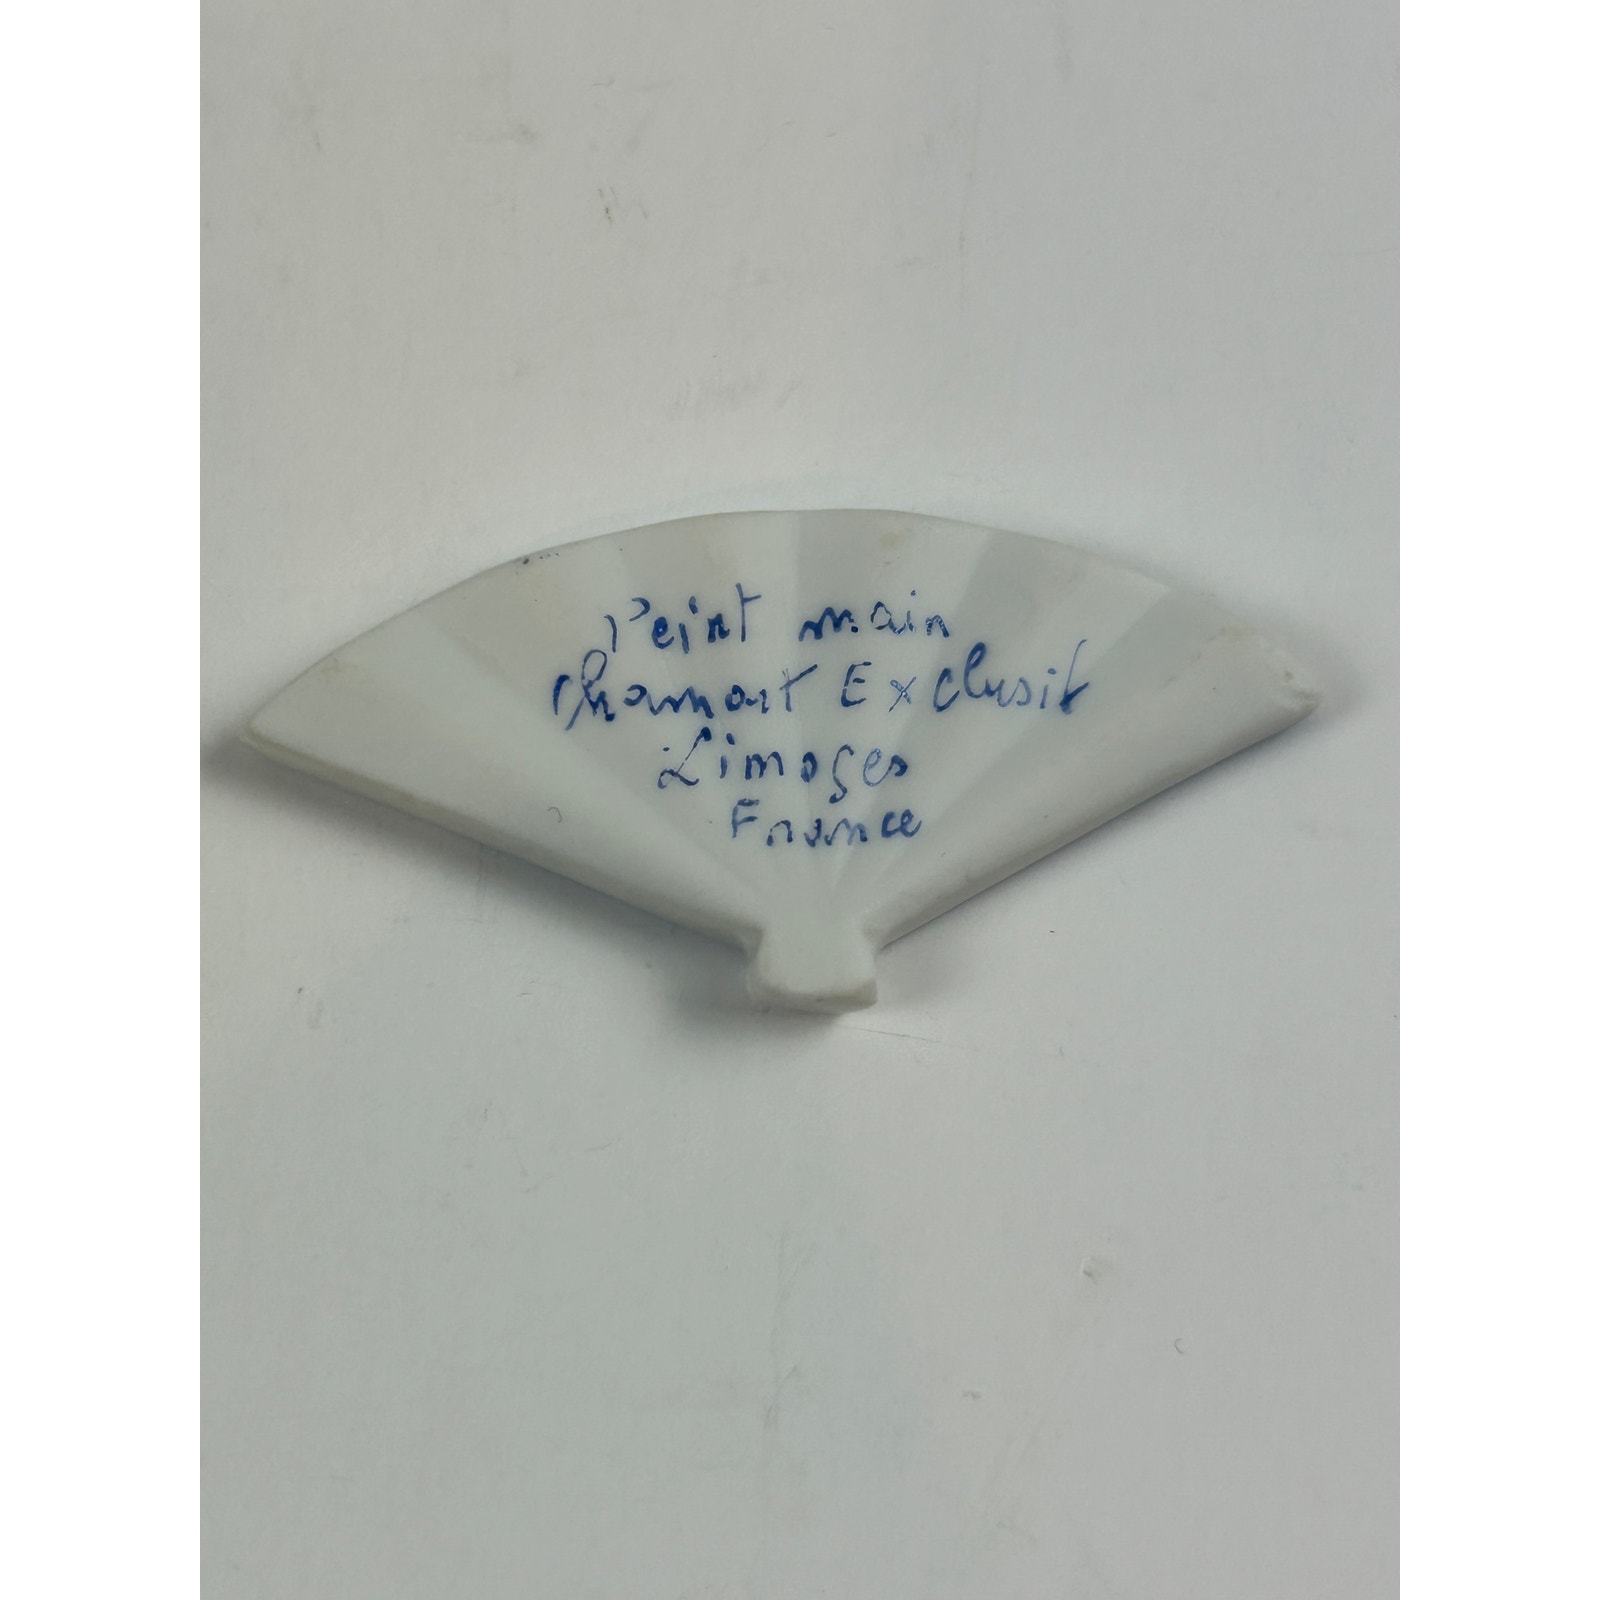 Peint main
Chamart Exclusif
Limoges
France